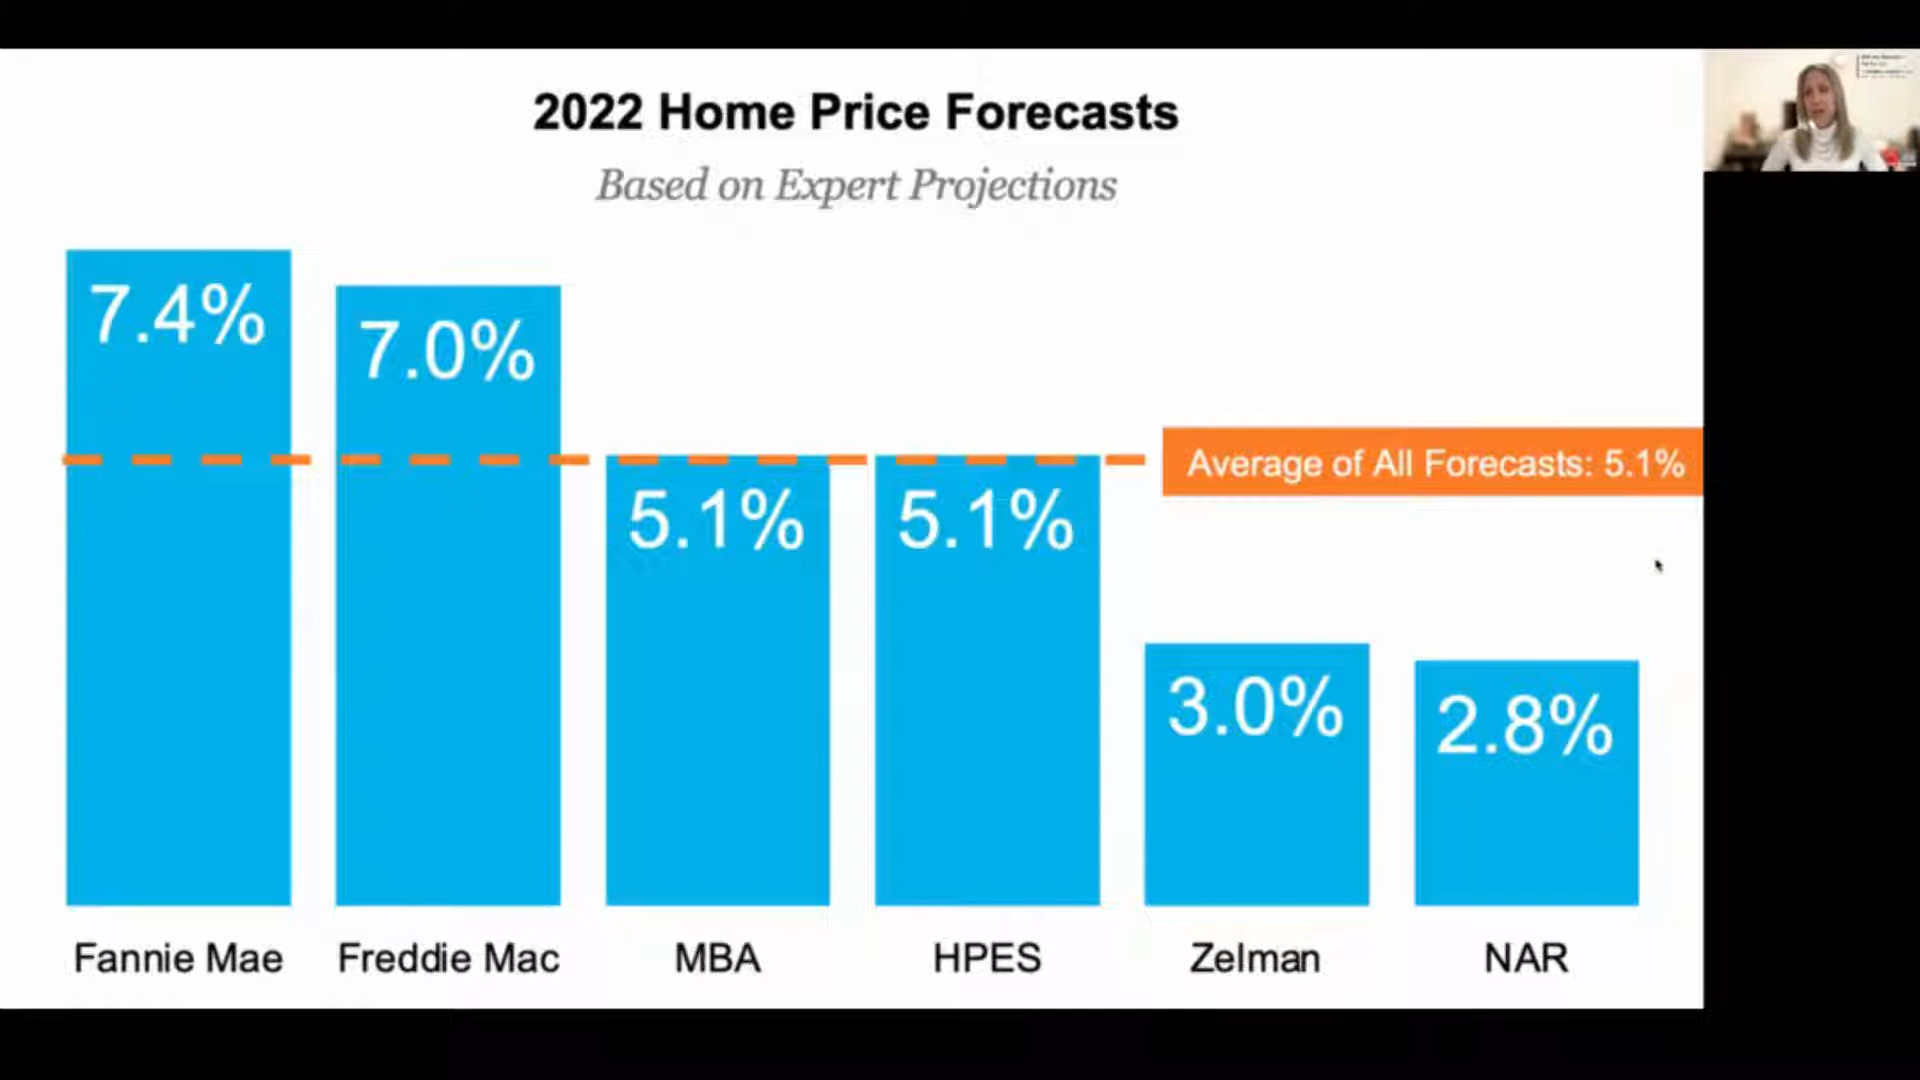 2022 Home Price Forecasts
Based on Expert Projections
7.4%
7.0%
5.1%
5.1%
3.0%
2.8%
Average of All Forecasts: 5.1%
Fannie Mae
Freddie Mac
MBA
HPES
Zelman
NAR